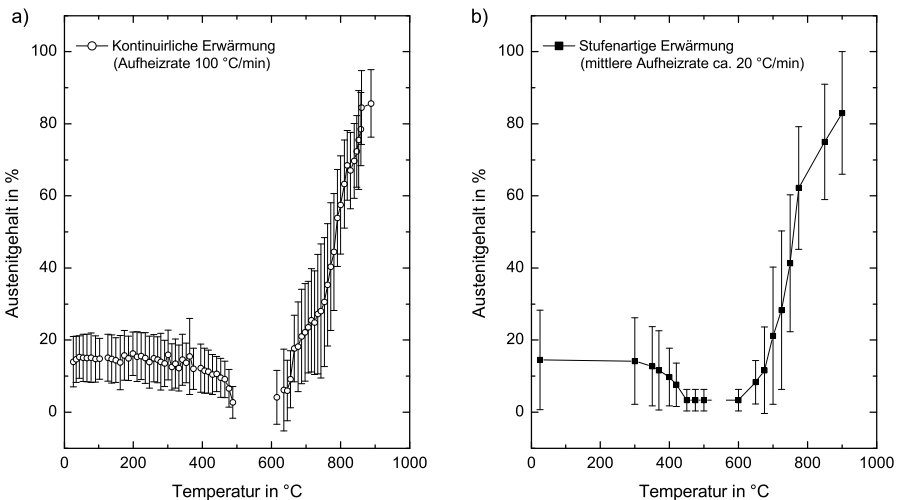 a)
Kontinuirliche Erwärmung
(Aufheizrate 100 °C/min)
Austenitgehalt in %
100
80
60
40
20
0
0 200 400 600 800 1000
Temperatur in °C
b)
Stufenartige Erwärmung
(mittlere Aufheizrate ca. 20 °C/min)
Austenitgehalt in %
100
80
60
40
20
0
0 200 400 600 800 1000
Temperatur in °C